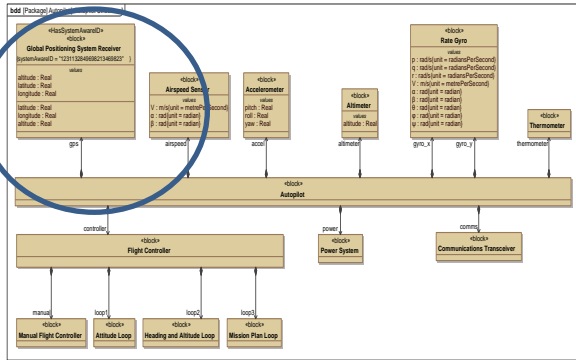 bdd [Package] Autopilot
«HasSystemAwareID»
«block»
Global Positioning System Receiver
{systemAwareID = "12311328496982134698​23" }
values
altitude : Real
latitude : Real
longitude : Real
latitude : Real
longitude : Real
altitude : Real
«block»
Airspeed Sensor
values
V : m/s{unit = metrePerSecond}
α : rad{unit = radian}
β : rad{unit = radian}
«block»
Accelerometer
values
pitch : Real
roll : Real
yaw : Real
«block»
Altimeter
values
altitude : Real
«block»
Rate Gyro
values
p : rad/s{unit = radiansPerSecond}
q : rad/s{unit = radiansPerSecond}
r : rad/s{unit = radiansPerSecond}
V : m/s{unit = metrePerSecond}
α : rad{unit = radian}
β : rad{unit = radian}
θ : rad{unit = radian}
φ : rad{unit = radian}
ψ : rad{unit = radian}
«block»
Thermometer
gps
airspeed
accel
altimeter
gyro_x
gyro_y
thermometer
«block»
Autopilot
controller
power
comms
«block»
Flight Controller
«block»
Power System
«block»
Communications Transceiver
manual
loop1
loop2
loop3
«block»
Manual Flight Controller
«block»
Attitude Loop
«block»
Heading and Altitude Loop
«block»
Mission Plan Loop